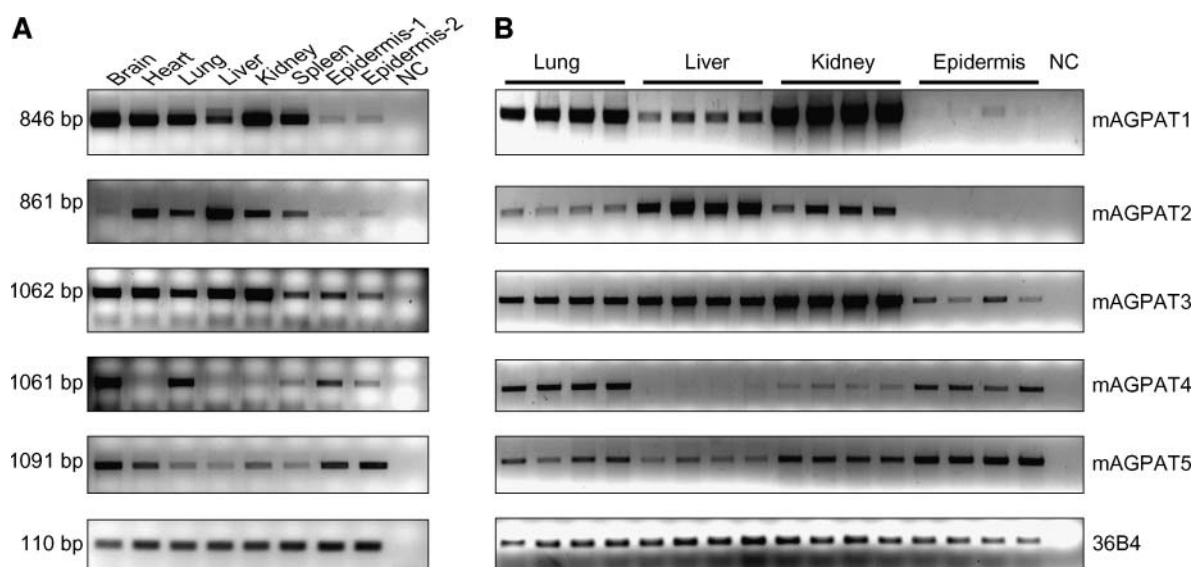 A
Brain Heart Lung Liver Kidney Spleen Epidermis-1 Epidermis-2 NC
846 bp
861 bp
1062 bp
1061 bp
1091 bp
110 bp
B
Lung Liver Kidney Epidermis NC
mAGPAT1
mAGPAT2
mAGPAT3
mAGPAT4
mAGPAT5
36B4